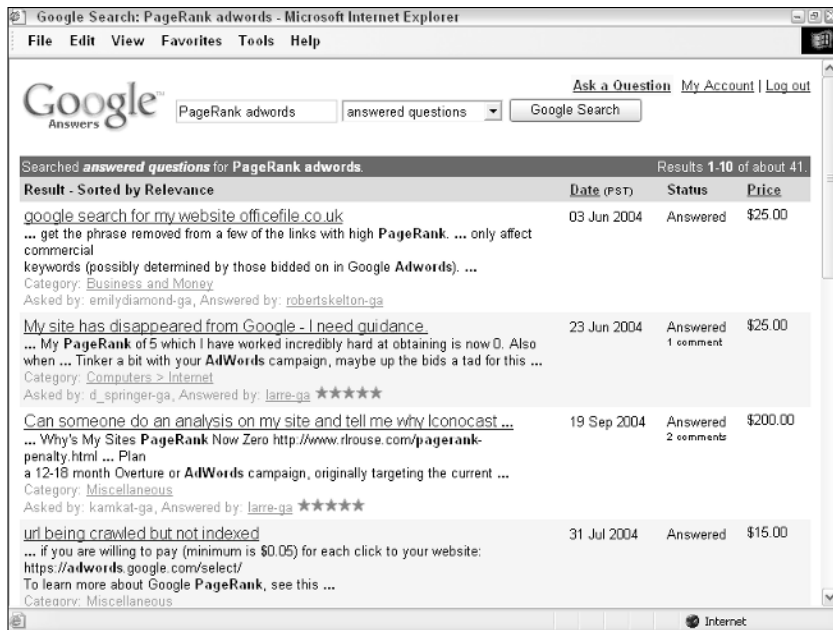 Google Search: PageRank adwords - Microsoft Internet Explorer
File Edit View Favorites Tools Help
Ask a Question My Account | Log out
Google™
Answers
PageRank adwords answered questions Google Search
Searched answered questions for PageRank adwords. Results 1-10 of about 41.
Result - Sorted by Relevance Date (PST) Status Price
google search for my website officefile.co.uk 03 Jun 2004 Answered $25.00
... get the phrase removed from a few of the links with high PageRank. ... only affect
commercial
keywords (possibly determined by those bidded on in Google Adwords). ...
Category: Business and Money
Asked by: emilydiamond-ga, Answered by: robertskelton-ga
My site has disappeared from Google - I need guidance. 23 Jun 2004 Answered $25.00
... My PageRank of 5 which I have worked incredibly hard at obtaining is now 0. Also 1 comment
when ... Tinker a bit with your AdWords campaign, maybe up the bids a tad for this ...
Category: Computers > Internet
Asked by: d_springer-ga, Answered by: larre-ga ★★★★★
Can someone do an analysis on my site and tell me why Iconocast ... 19 Sep 2004 Answered $200.00
... Why's My Sites PageRank Now Zero http://www.rlrouse.com/pagerank- 2 comments
penalty.html ... Plan
a 12-18 month Overture or AdWords campaign, originally targeting the current ...
Category: Miscellaneous
Asked by: kamkat-ga, Answered by: larre-ga ★★★★★
url being crawled but not indexed 31 Jul 2004 Answered $15.00
... if you are willing to pay (minimum is $0.05) for each click to your website:
https://adwords.google.com/select/
To learn more about Google PageRank, see this ...
Category: Miscellaneous
Internet